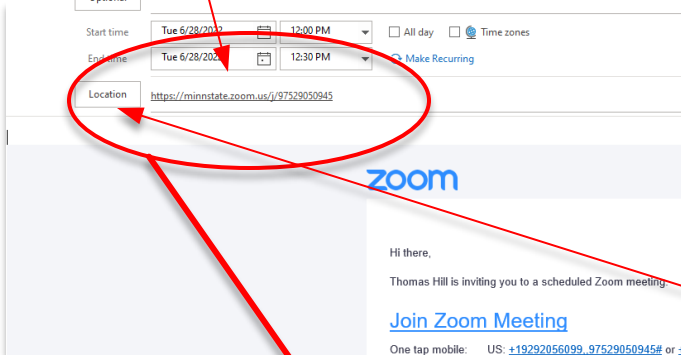 Optional
Start time Tue 6/28/2022 12:00 PM All day Time zones
End time Tue 6/28/2022 12:30 PM Make Recurring
Location https://minnstate.zoom.us/j/97529050945
zoom
Hi there,
Thomas Hill is inviting you to a scheduled Zoom meeting.
Join Zoom Meeting
One tap mobile: US: +19292056099,,97529050945# or +